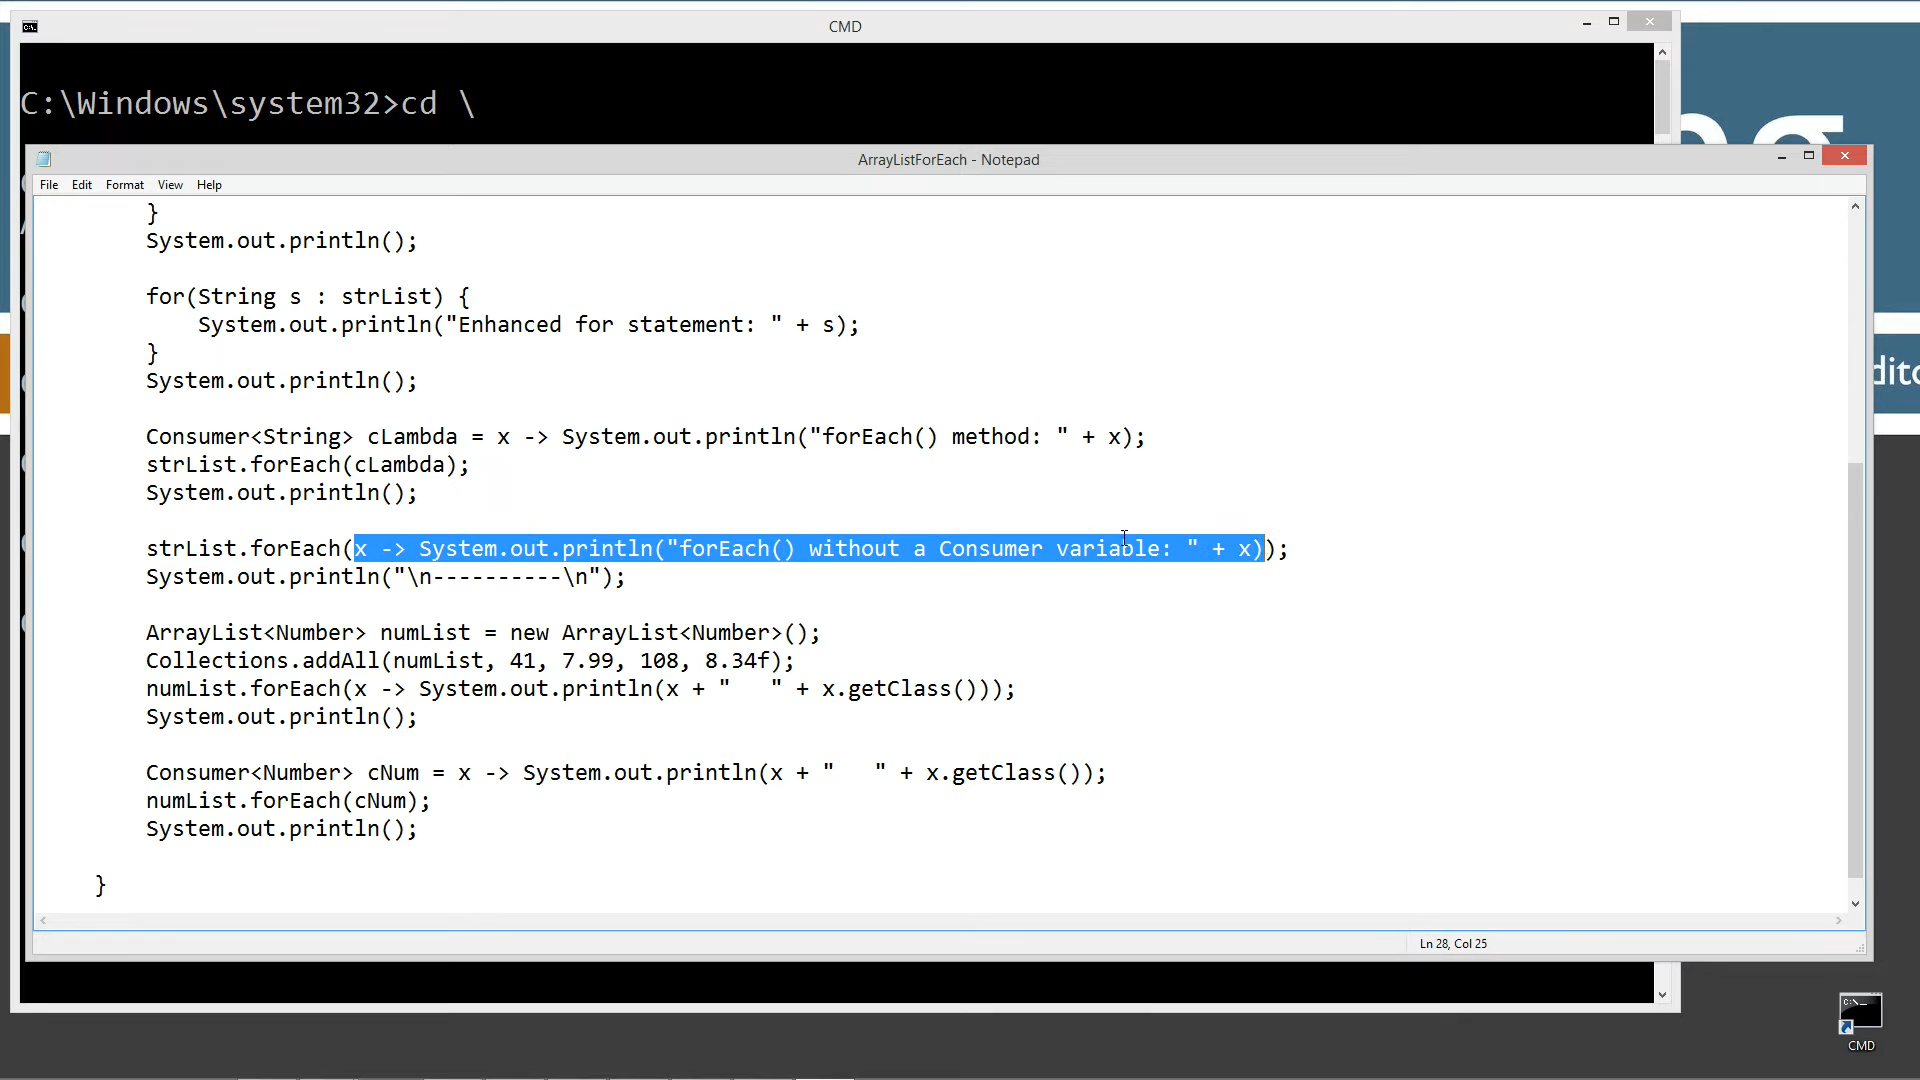 CMD
C:\Windows\system32>cd \
ArrayListForEach - Notepad
File Edit Format View Help
}
System.out.println();
for(String s : strList) {
System.out.println("Enhanced for statement: " + s);
}
System.out.println();
Consumer<String> cLambda = x -> System.out.println("forEach() method: " + x);
strList.forEach(cLambda);
System.out.println();
strList.forEach(x -> System.out.println("forEach() without a Consumer variable: " + x));
System.out.println("\n----------\n");
ArrayList<Number> numList = new ArrayList<Number>();
Collections.addAll(numList, 41, 7.99, 108, 8.34f);
numList.forEach(x -> System.out.println(x + "   " + x.getClass()));
System.out.println();
Consumer<Number> cNum = x -> System.out.println(x + "   " + x.getClass());
numList.forEach(cNum);
System.out.println();
}
Ln 28, Col 25
CMD